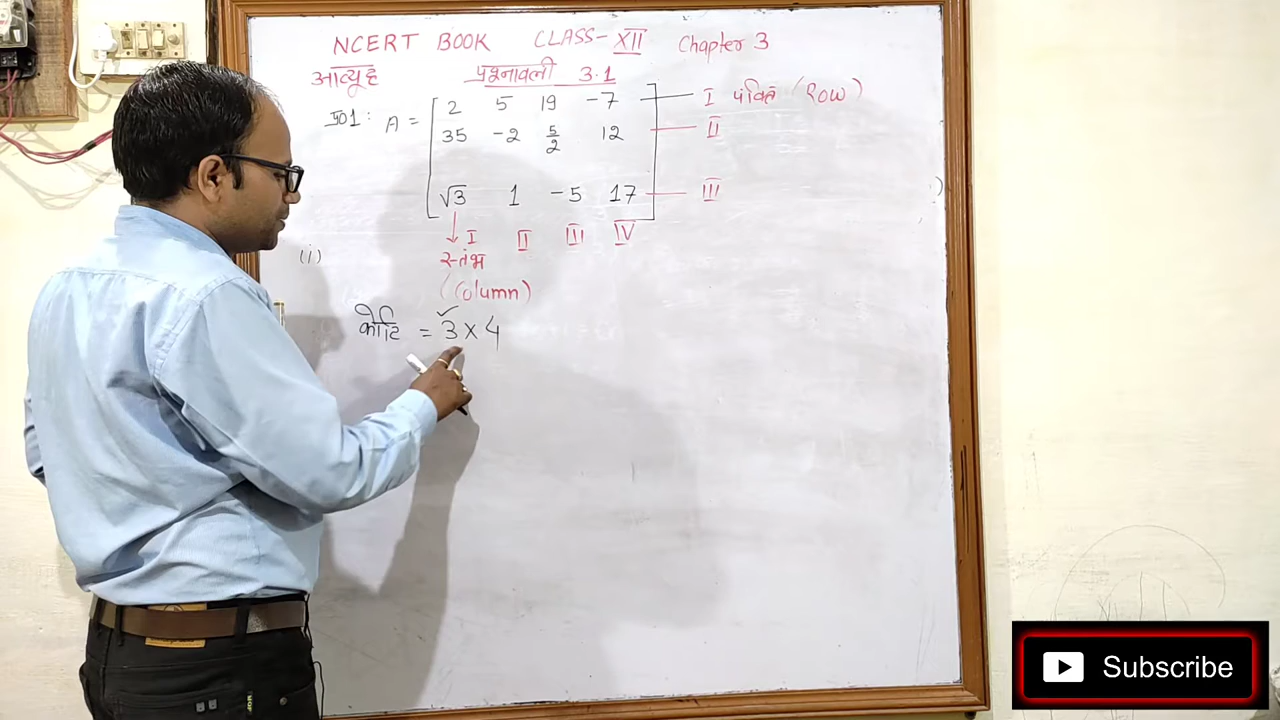 NCERT BOOK CLASS-XII Chapter 3
आव्यूह प्रश्नावली 3.1
प्र01: A = [ 2 5 19 -7 ] I पंक्ति (Row)
35 -2 5/2 12 II
√3 1 -5 17 III
I II III IV
(i) स्तंभ
(Column)
कोटि = 3 × 4
Subscribe